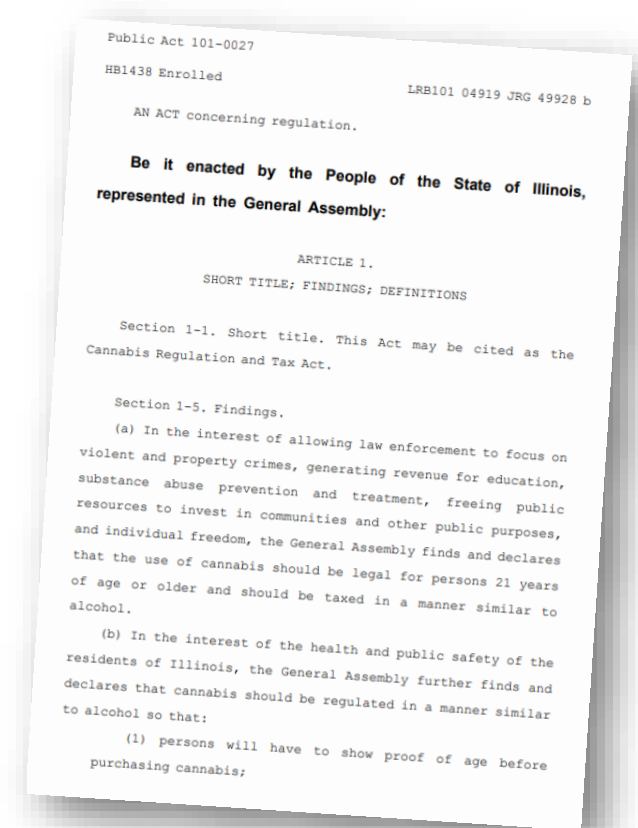 Public Act 101-0027
HB1438 Enrolled
LRB101 04919 JRG 49928 b
AN ACT concerning regulation.
Be it enacted by the People of the State of Illinois,
represented in the General Assembly:
ARTICLE 1.
SHORT TITLE; FINDINGS; DEFINITIONS
Section 1-1. Short title. This Act may be cited as the
Cannabis Regulation and Tax Act.
Section 1-5. Findings.
(a) In the interest of allowing law enforcement to focus on
violent and property crimes, generating revenue for education,
substance abuse prevention and treatment, freeing public
resources to invest in communities and other public purposes,
and individual freedom, the General Assembly finds and declares
that the use of cannabis should be legal for persons 21 years
of age or older and should be taxed in a manner similar to
alcohol.
(b) In the interest of the health and public safety of the
residents of Illinois, the General Assembly further finds and
declares that cannabis should be regulated in a manner similar
to alcohol so that:
(1) persons will have to show proof of age before
purchasing cannabis;